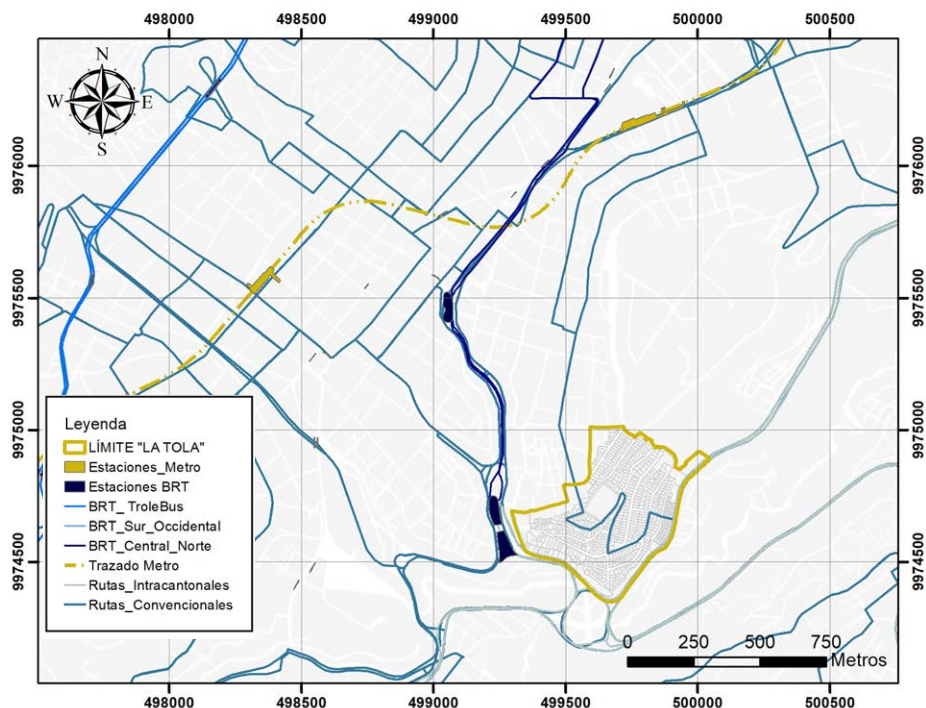 498000 498500 499000 499500 500000 500500
N
W E
S
9976000 9976000
9975500 9975500
9975000 9975000
9974500 9974500
Leyenda
LÍMITE "LA TOLA"
Estaciones_Metro
Estaciones BRT
BRT_ TroleBus
BRT_Sur_Occidental
BRT_Central_Norte
Trazado Metro
Rutas_Intracantonales
Rutas_Convencionales
0 250 500 750
Metros
498000 498500 499000 499500 500000 500500